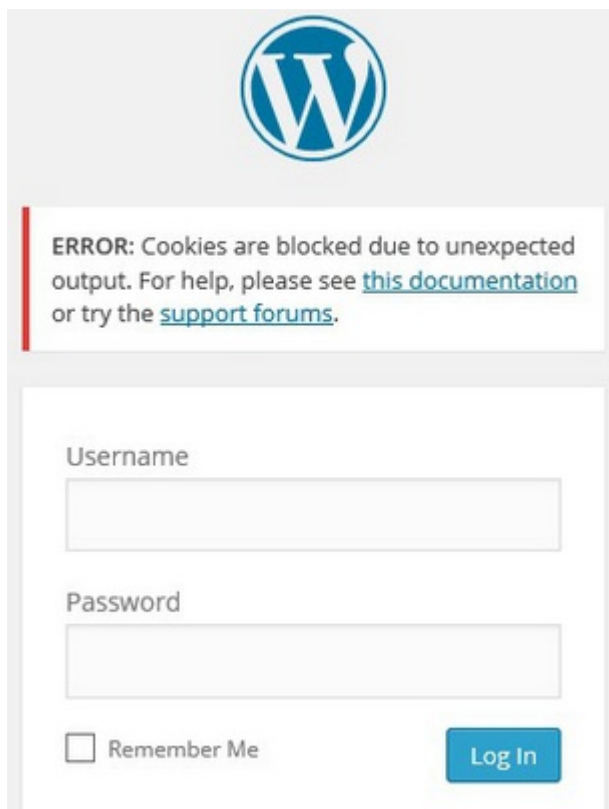 ERROR: Cookies are blocked due to unexpected
output. For help, please see this documentation
or try the support forums.
Username
Password
Remember Me
Log In